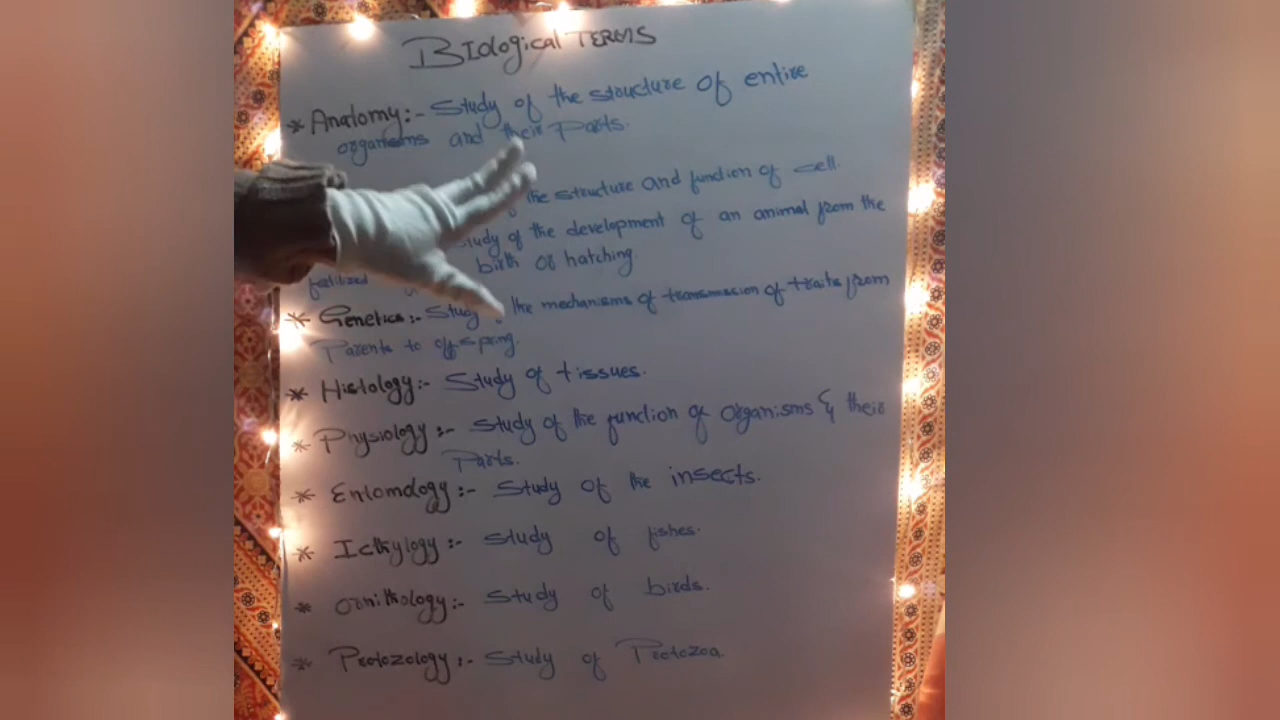 Biological TERMS
* Anatomy:- Study of the structure of entire
organisms and their Parts.
the structure and function of cell.
study of the development of an animal from the
fertilized birth or hatching.
* Genetics:- Study the mechanisms of transmission of traits from
Parents to offspring.
* Histology:- Study of tissues.
* Physiology:- Study of the function of organisms & their
Parts.
* Entomology:- Study of the insects.
* Icthylogy:- Study of fishes.
* Ornithology:- Study of birds.
* Protozology:- Study of Protozoa.